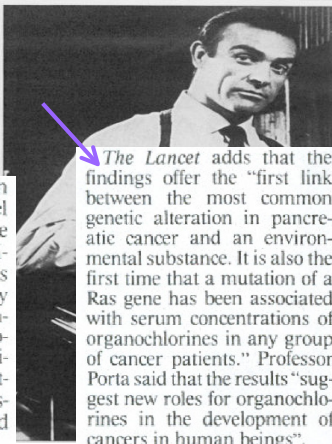 The Lancet adds that the
findings offer the “first link
between the most common
genetic alteration in pancre-
atic cancer and an environ-
mental substance. It is also the
first time that a mutation of a
Ras gene has been associated
with serum concentrations of
organochlorines in any group
of cancer patients.” Professor
Porta said that the results “sug-
gest new roles for organochlo-
rines in the development of
cancers in human beings”.